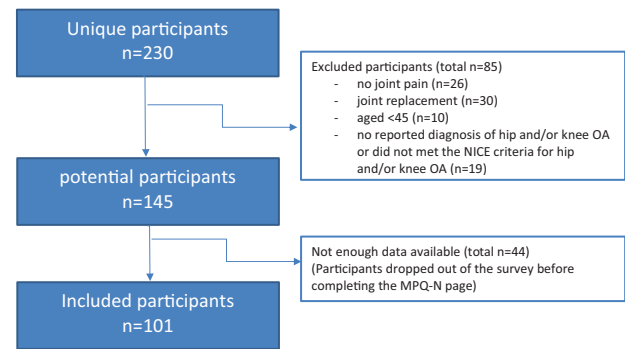 Unique participants
n=230
Excluded participants (total n=85)
- no joint pain (n=26)
- joint replacement (n=30)
- aged <45 (n=10)
- no reported diagnosis of hip and/or knee OA
or did not met the NICE criteria for hip
and/or knee OA (n=19)
potential participants
n=145
Not enough data available (total n=44)
(Participants dropped out of the survey before
completing the MPQ-N page)
Included participants
n=101